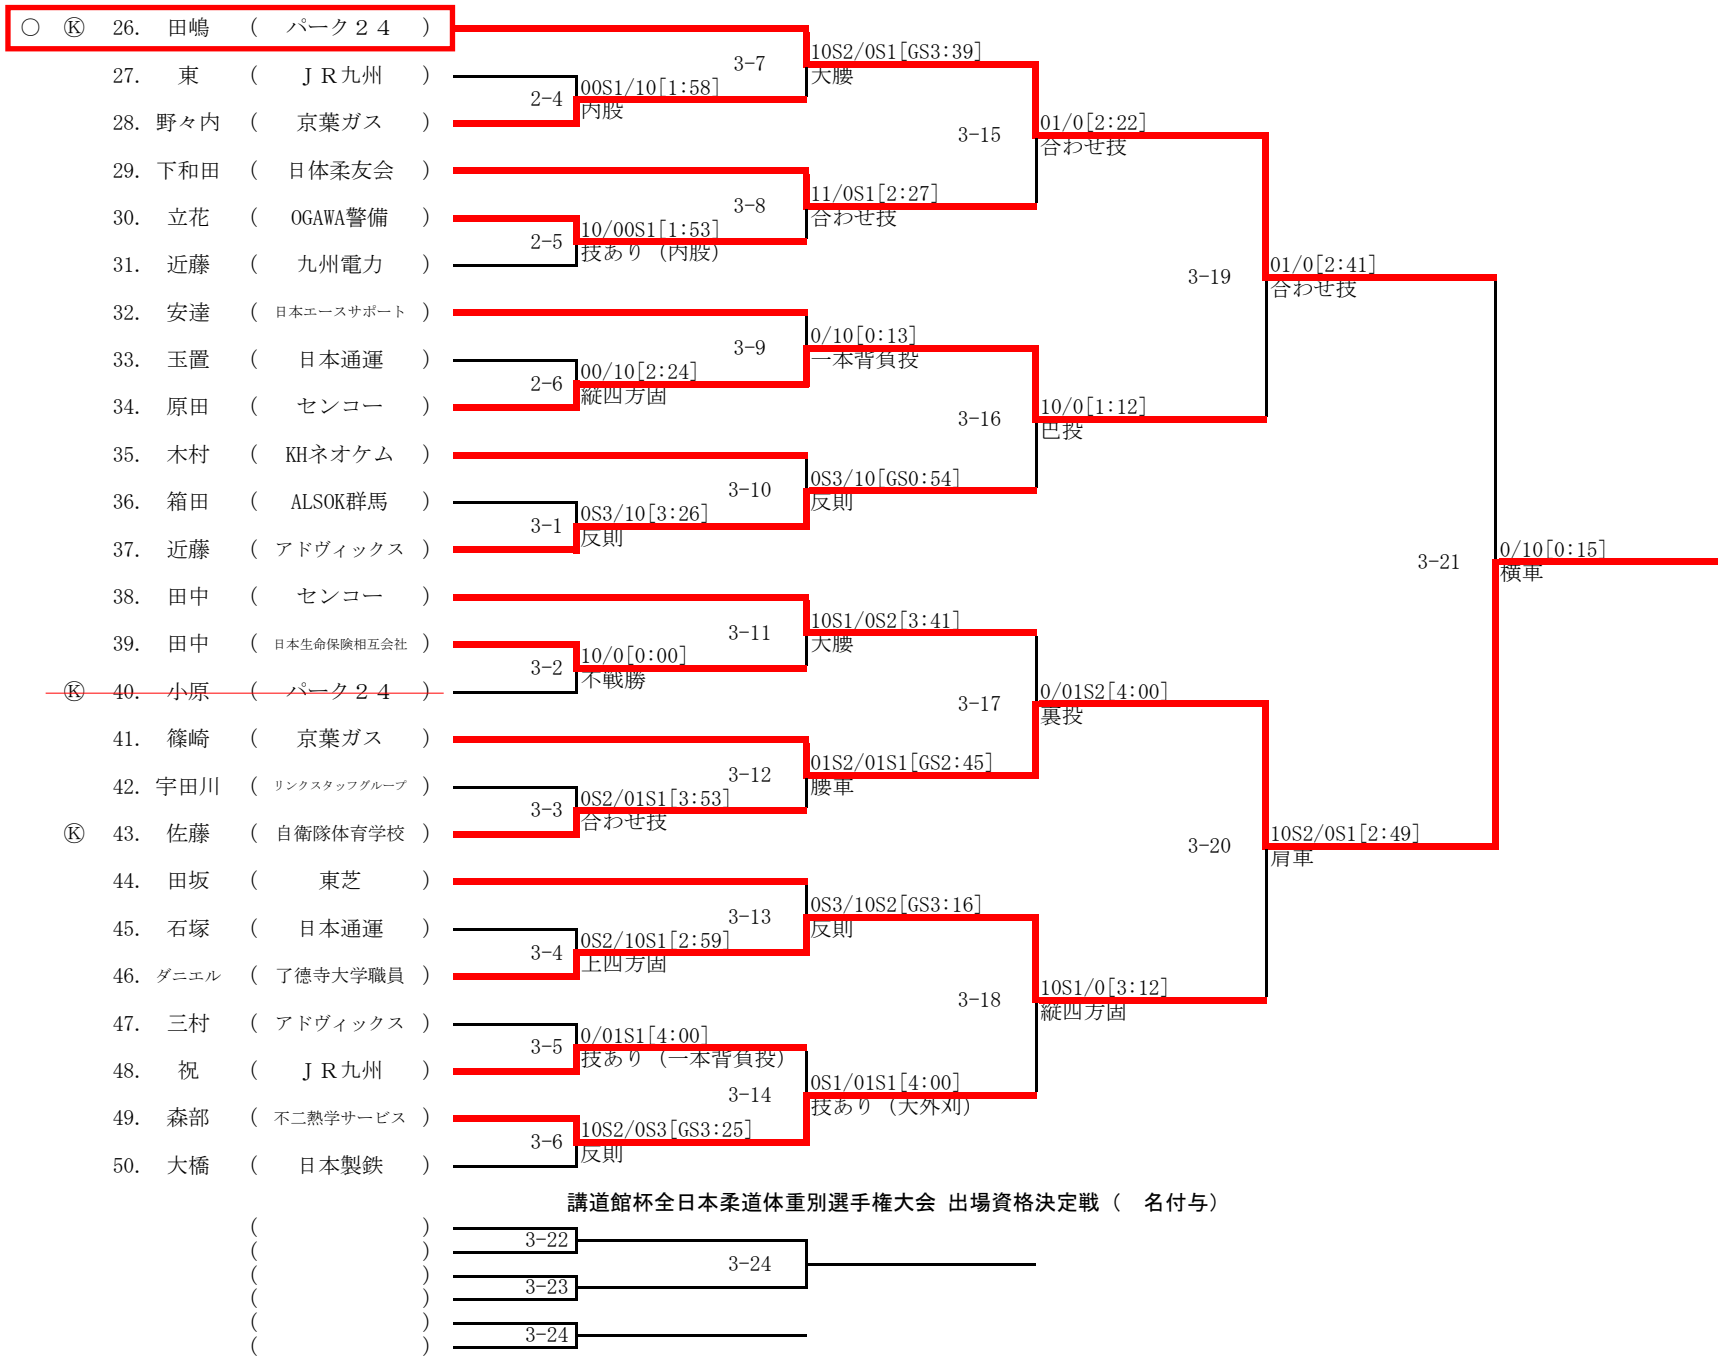 ○ Ⓚ 26. 田嶋 ( パーク２４ )
10S2/0S1[GS3:39]
3-7
大腰
27. 東 ( ＪＲ九州 )
00S1/10[1:58]
2-4
内股
28. 野々内 ( 京葉ガス )
01/0[2:22]
3-15
合わせ技
29. 下和田 ( 日体柔友会 )
11/0S1[2:27]
3-8
合わせ技
30. 立花 ( OGAWA警備 )
10/00S1[1:53]
2-5
技あり（内股）
31. 近藤 ( 九州電力 )
01/0[2:41]
3-19
合わせ技
32. 安達 ( 日本エースサポート )
0/10[0:13]
3-9
一本背負投
33. 玉置 ( 日本通運 )
00/10[2:24]
2-6
縦四方固
34. 原田 ( センコー )
10/0[1:12]
3-16
巴投
35. 木村 ( KHネオケム )
0S3/10[GS0:54]
3-10
反則
36. 箱田 ( ALSOK群馬 )
0S3/10[3:26]
3-1
反則
37. 近藤 ( アドヴィックス )
0/10[0:15]
3-21
横車
38. 田中 ( センコー )
10S1/0S2[3:41]
3-11
大腰
39. 田中 ( 日本生命保険相互会社 )
10/0[0:00]
3-2
不戦勝
Ⓚ 40. 小原 ( パーク２４ )
0/01S2[4:00]
3-17
裏投
41. 篠崎 ( 京葉ガス )
01S2/01S1[GS2:45]
3-12
腰車
42. 宇田川 ( リンクスタッフグループ )
0S2/01S1[3:53]
3-3
合わせ技
Ⓚ 43. 佐藤 ( 自衛隊体育学校 )
10S2/0S1[2:49]
3-20
肩車
44. 田坂 ( 東芝 )
0S3/10S2[GS3:16]
3-13
反則
45. 石塚 ( 日本通運 )
0S2/10S1[2:59]
3-4
上四方固
46. ダニエル ( 了德寺大学職員 )
10S1/0[3:12]
3-18
縦四方固
47. 三村 ( アドヴィックス )
0/01S1[4:00]
3-5
技あり（一本背負投）
48. 祝 ( ＪＲ九州 )
0S1/01S1[4:00]
3-14
技あり（大外刈）
49. 森部 ( 不二熱学サービス )
10S2/0S3[GS3:25]
3-6
反則
50. 大橋 ( 日本製鉄 )
講道館杯全日本柔道体重別選手権大会 出場資格決定戦（　名付与）
( )
3-22
( )
3-24
( )
3-23
( )
( )
3-24
( )